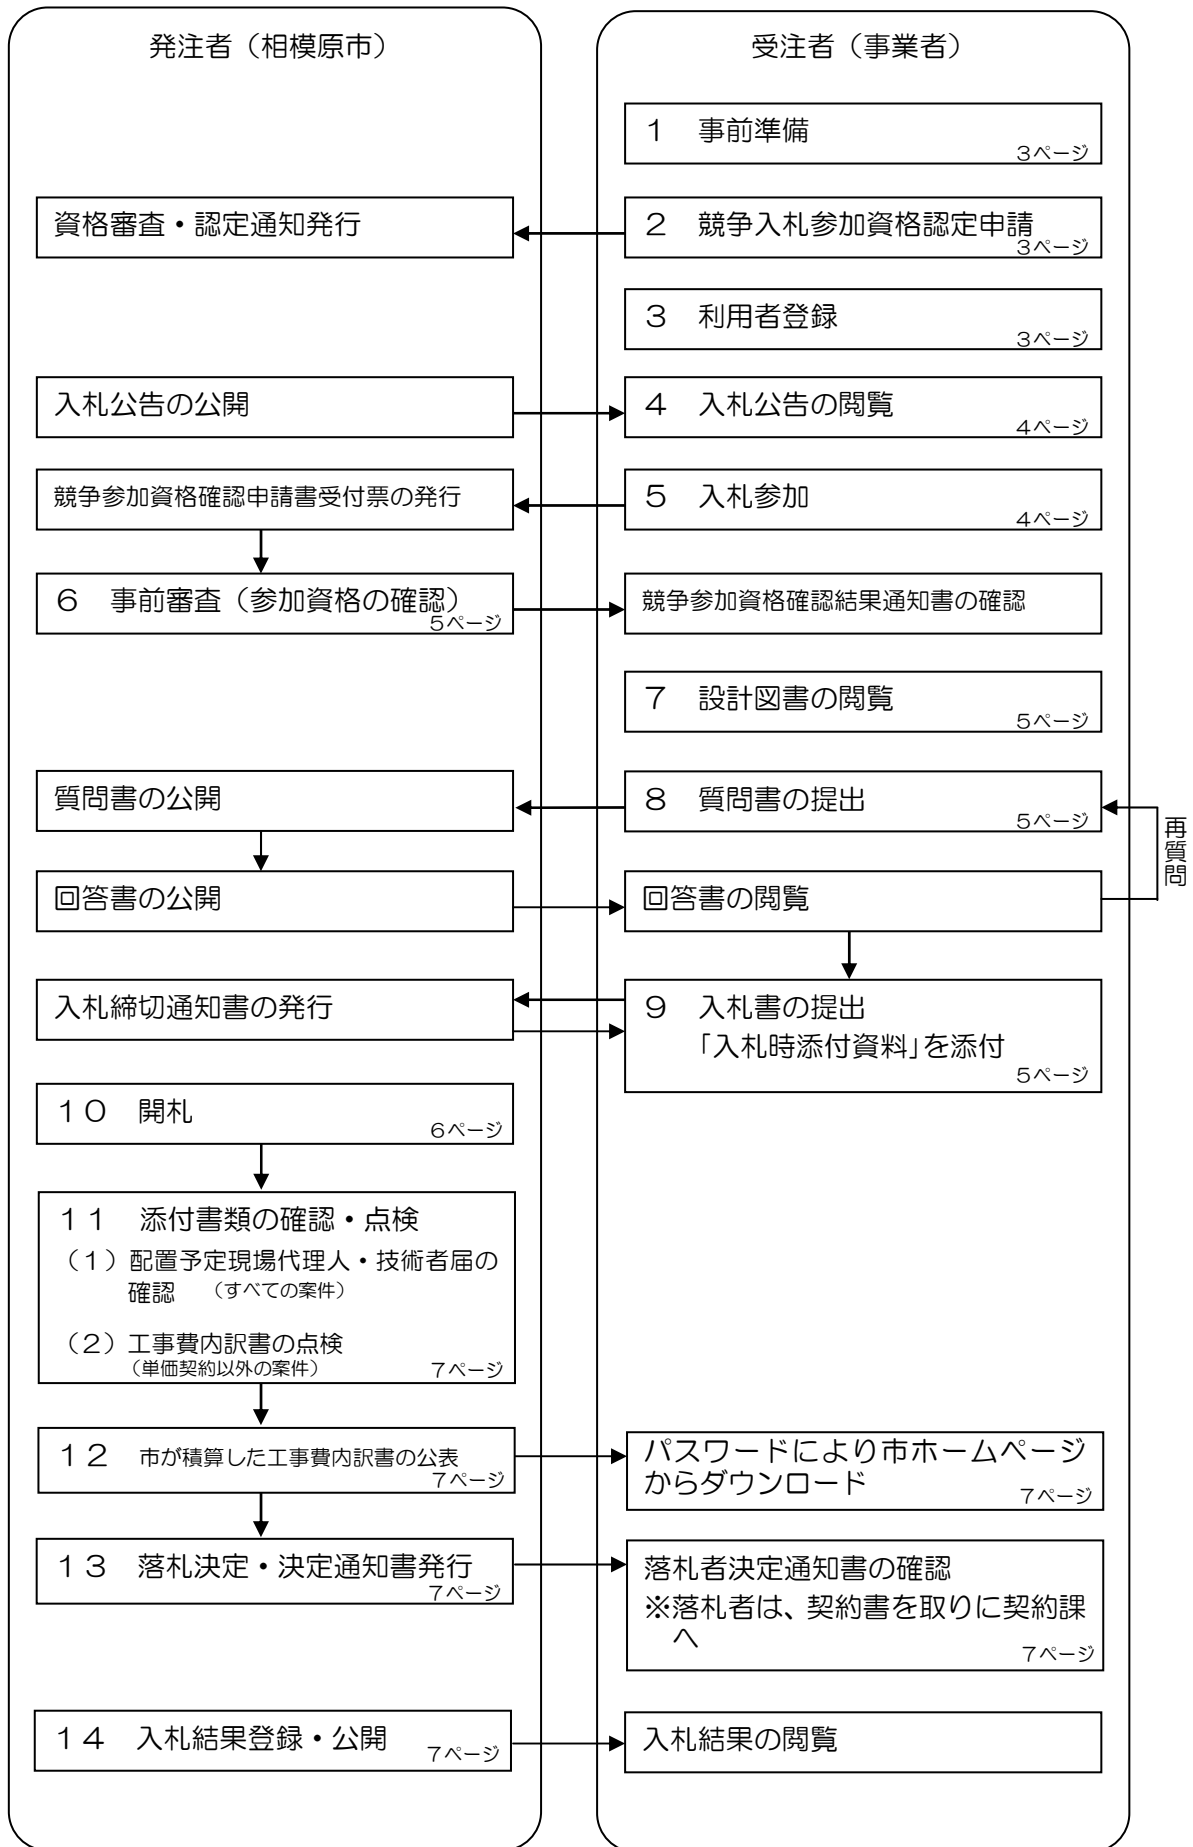 発注者（相模原市）
受注者（事業者）
１　事前準備
３ページ
資格審査・認定通知発行
２　競争入札参加資格認定申請
３ページ
３　利用者登録
３ページ
入札公告の公開
４　入札公告の閲覧
４ページ
競争参加資格確認申請書受付票の発行
５　入札参加
４ページ
６　事前審査（参加資格の確認）
５ページ
競争参加資格確認結果通知書の確認
７　設計図書の閲覧
５ページ
質問書の公開
８　質問書の提出
５ページ
再質問
回答書の公開
回答書の閲覧
入札締切通知書の発行
９　入札書の提出
「入札時添付資料」を添付
５ページ
１０　開札
６ページ
１１　添付書類の確認・点検
（１）配置予定現場代理人・技術者届の
確認　（すべての案件）
（２）工事費内訳書の点検
（単価契約以外の案件）
７ページ
１２　市が積算した工事費内訳書の公表
７ページ
パスワードにより市ホームページ
からダウンロード
７ページ
１３　落札決定・決定通知書発行
７ページ
落札者決定通知書の確認
※落札者は、契約書を取りに契約課
へ
７ページ
１４　入札結果登録・公開
７ページ
入札結果の閲覧